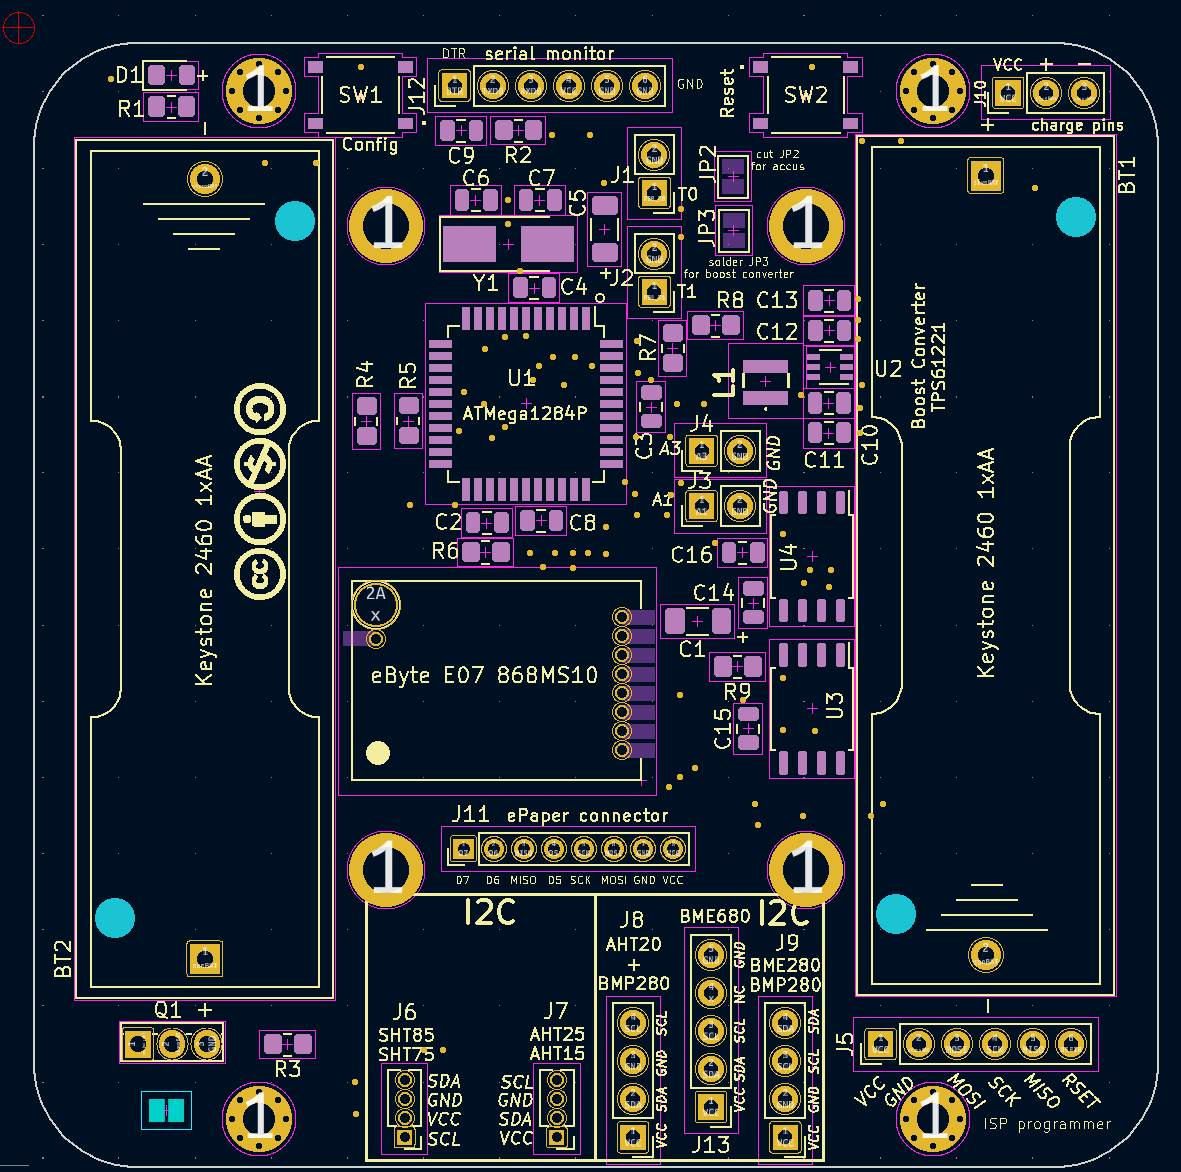 DTR
serial monitor
GND
D1
+
R1
SW1
J12
Config
C9
R2
Reset
SW2
VCC + −
J10
+
charge pins
1
1
C6
C7
C5
+
J1
T0
JP2
cut JP2
for accus
JP3
solder JP3
for boost converter
BT1
1
1
Y1
C4
J2
T1
R8
C13
C12
R7
U1
ATMega1284P
R4
R5
L1
U2
Boost Converter
TPS61221
C3
J4
A3
GND
C10
C11
J3
A1
GND
C2
C8
R6
C16
U4
Keystone 2460 1xAA
Keystone 2460 1xAA
cc
2A
x
eByte E07 868MS10
C14
C1
+
R9
U3
C15
J11
ePaper connector
D7 D6 MISO D5 SCK MOSI GND VCC
1
1
I2C
I2C
J8
AHT20
+
BMP280
BME680
J9
BME280
BMP280
BT2
Q1 +
R3
J6
SHT85
SHT75
SDA
GND
VCC
SCL
J7
AHT25
AHT15
SCL
GND
SDA
VCC
SCL
GND
SDA
VCC
GND
NC
SCL
SDA
VCC
J13
SDA
SCL
GND
VCC
J5
VCC
GND
MOSI
SCK
MISO
RSET
ISP programmer
1
1